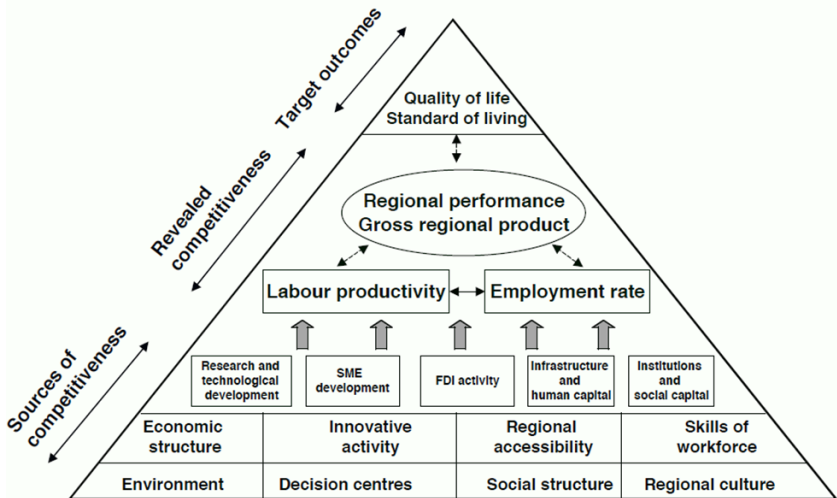 Target outcomes
Quality of life
Standard of living
Revealed
competitiveness
Regional performance
Gross regional product
Labour productivity
Employment rate
Sources of
competitiveness
Research and
technological
development
SME
development
FDI activity
Infrastructure
and
human capital
Institutions
and
social capital
Economic
structure
Innovative
activity
Regional
accessibility
Skills of
workforce
Environment
Decision centres
Social structure
Regional culture